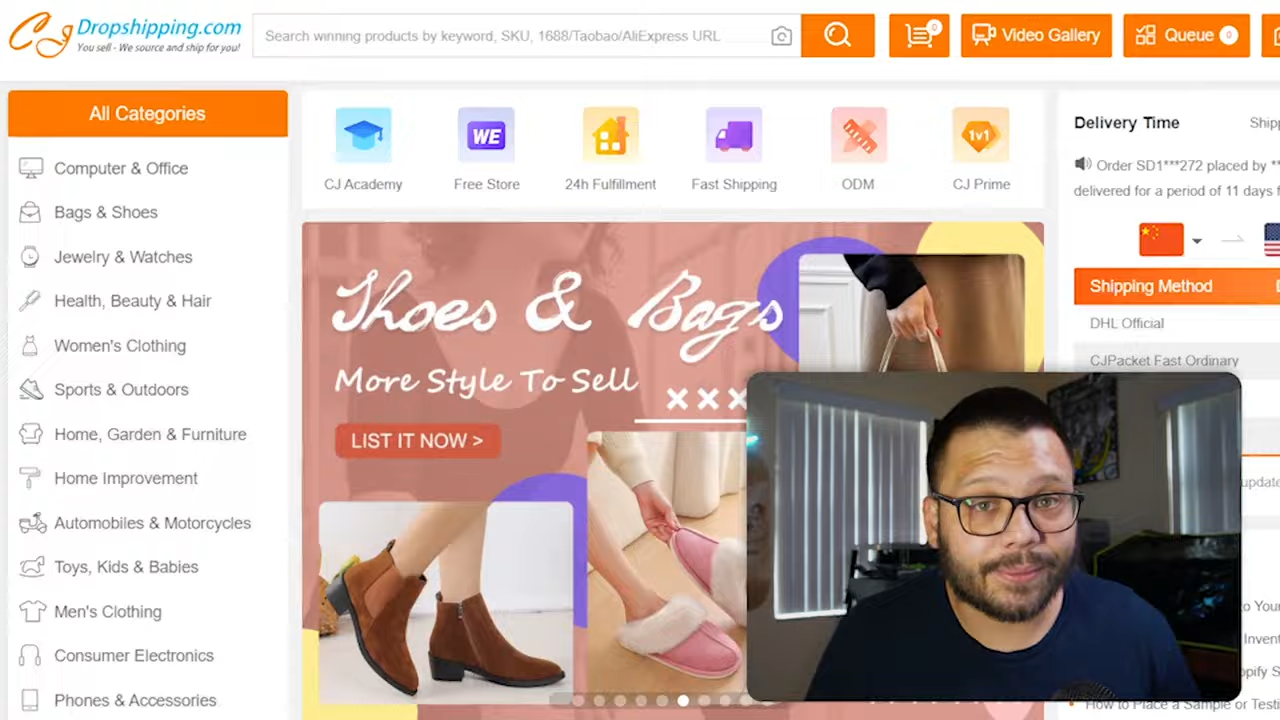 CJ Dropshipping.com
You sell - We source and ship for you!
Search winning products by keyword, SKU, 1688/Taobao/AliExpress URL
0
Video Gallery
Queue 0
All Categories
Computer & Office
Bags & Shoes
Jewelry & Watches
Health, Beauty & Hair
Women's Clothing
Sports & Outdoors
Home, Garden & Furniture
Home Improvement
Automobiles & Motorcycles
Toys, Kids & Babies
Men's Clothing
Consumer Electronics
Phones & Accessories
WE
1v1
CJ Academy
Free Store
24h Fulfillment
Fast Shipping
ODM
CJ Prime
Shoes & Bags
More Style To Sell
XXX
LIST IT NOW >
Delivery Time
Order SD1***272 placed by **
delivered for a period of 11 days
Shipping Method
DHL Official
CJPacket Fast Ordinary
How to Place a Sample or Test